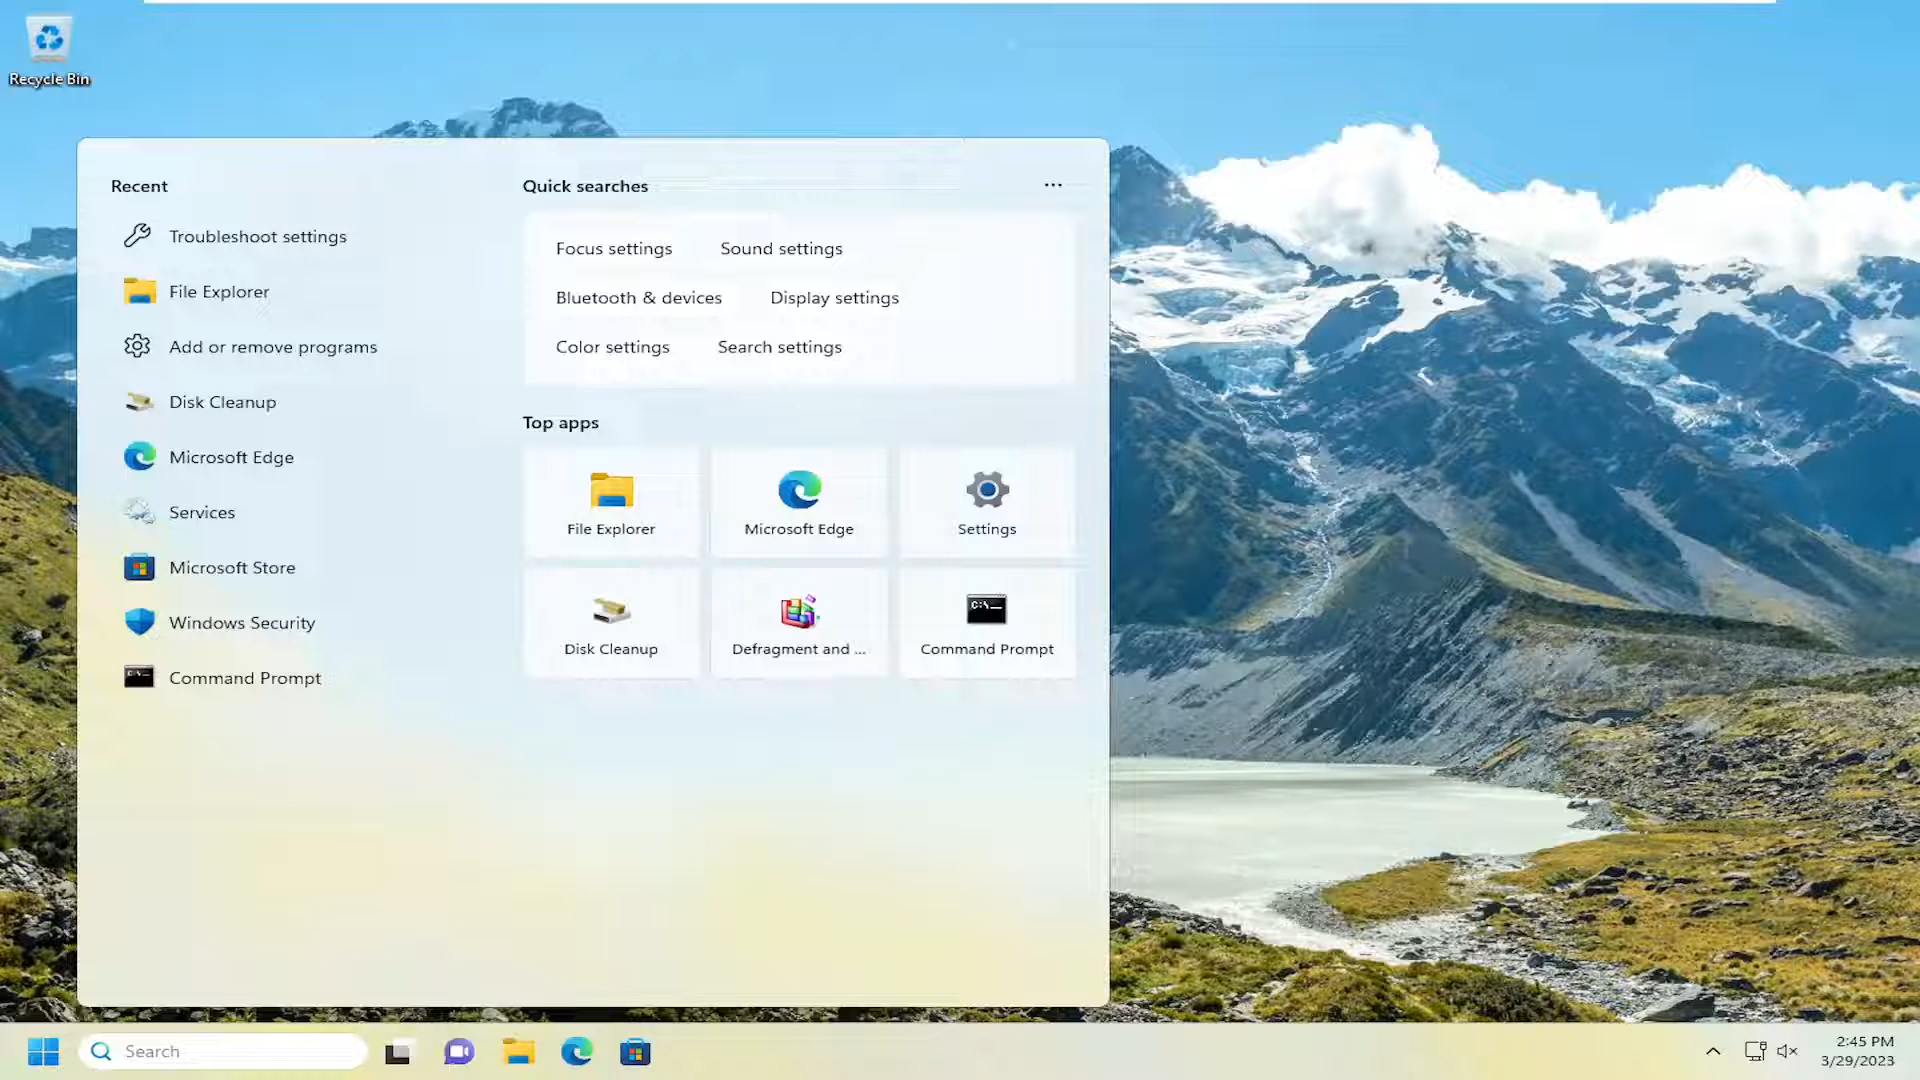 Recycle Bin
Recent
Troubleshoot settings
File Explorer
Add or remove programs
Disk Cleanup
Microsoft Edge
Services
Microsoft Store
Windows Security
Command Prompt
Quick searches
Focus settings Sound settings
Bluetooth & devices Display settings
Color settings Search settings
Top apps
File Explorer Microsoft Edge Settings
Disk Cleanup Defragment and ... Command Prompt
Search
2:45 PM
3/29/2023